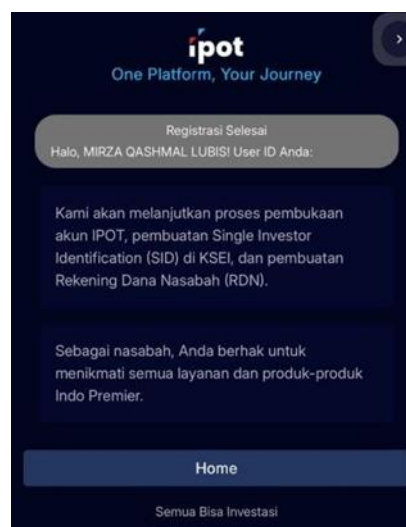 ipot
One Platform, Your Journey
Registrasi Selesai
Halo, MIRZA QASHMAL LUBIS! User ID Anda:
Kami akan melanjutkan proses pembukaan
akun IPOT, pembuatan Single Investor
Identification (SID) di KSEI, dan pembuatan
Rekening Dana Nasabah (RDN).
Sebagai nasabah, Anda berhak untuk
menikmati semua layanan dan produk-produk
Indo Premier.
Home
Semua Bisa Investasi